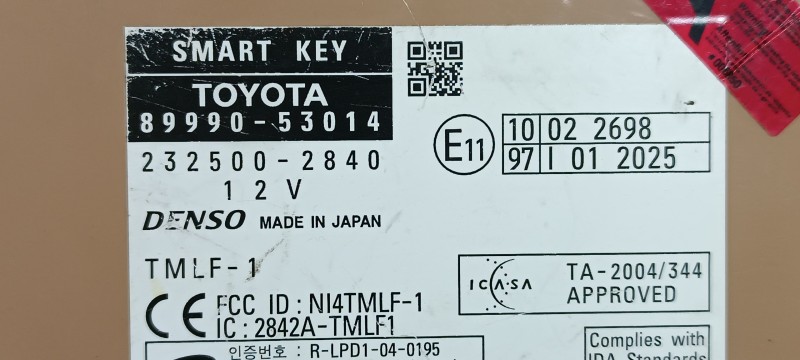 SMART KEY
TOYOTA
89990-53014
232500-2840
12V
DENSO MADE IN JAPAN
E11
10 02 2698
97 I 01 2025
TMLF-1
ICASA
TA-2004/344
APPROVED
CE FCC ID : NI4TMLF-1
IC : 2842A-TMLF1
인증번호 : R-LPD1-04-0195
Complies with
IDA Standards